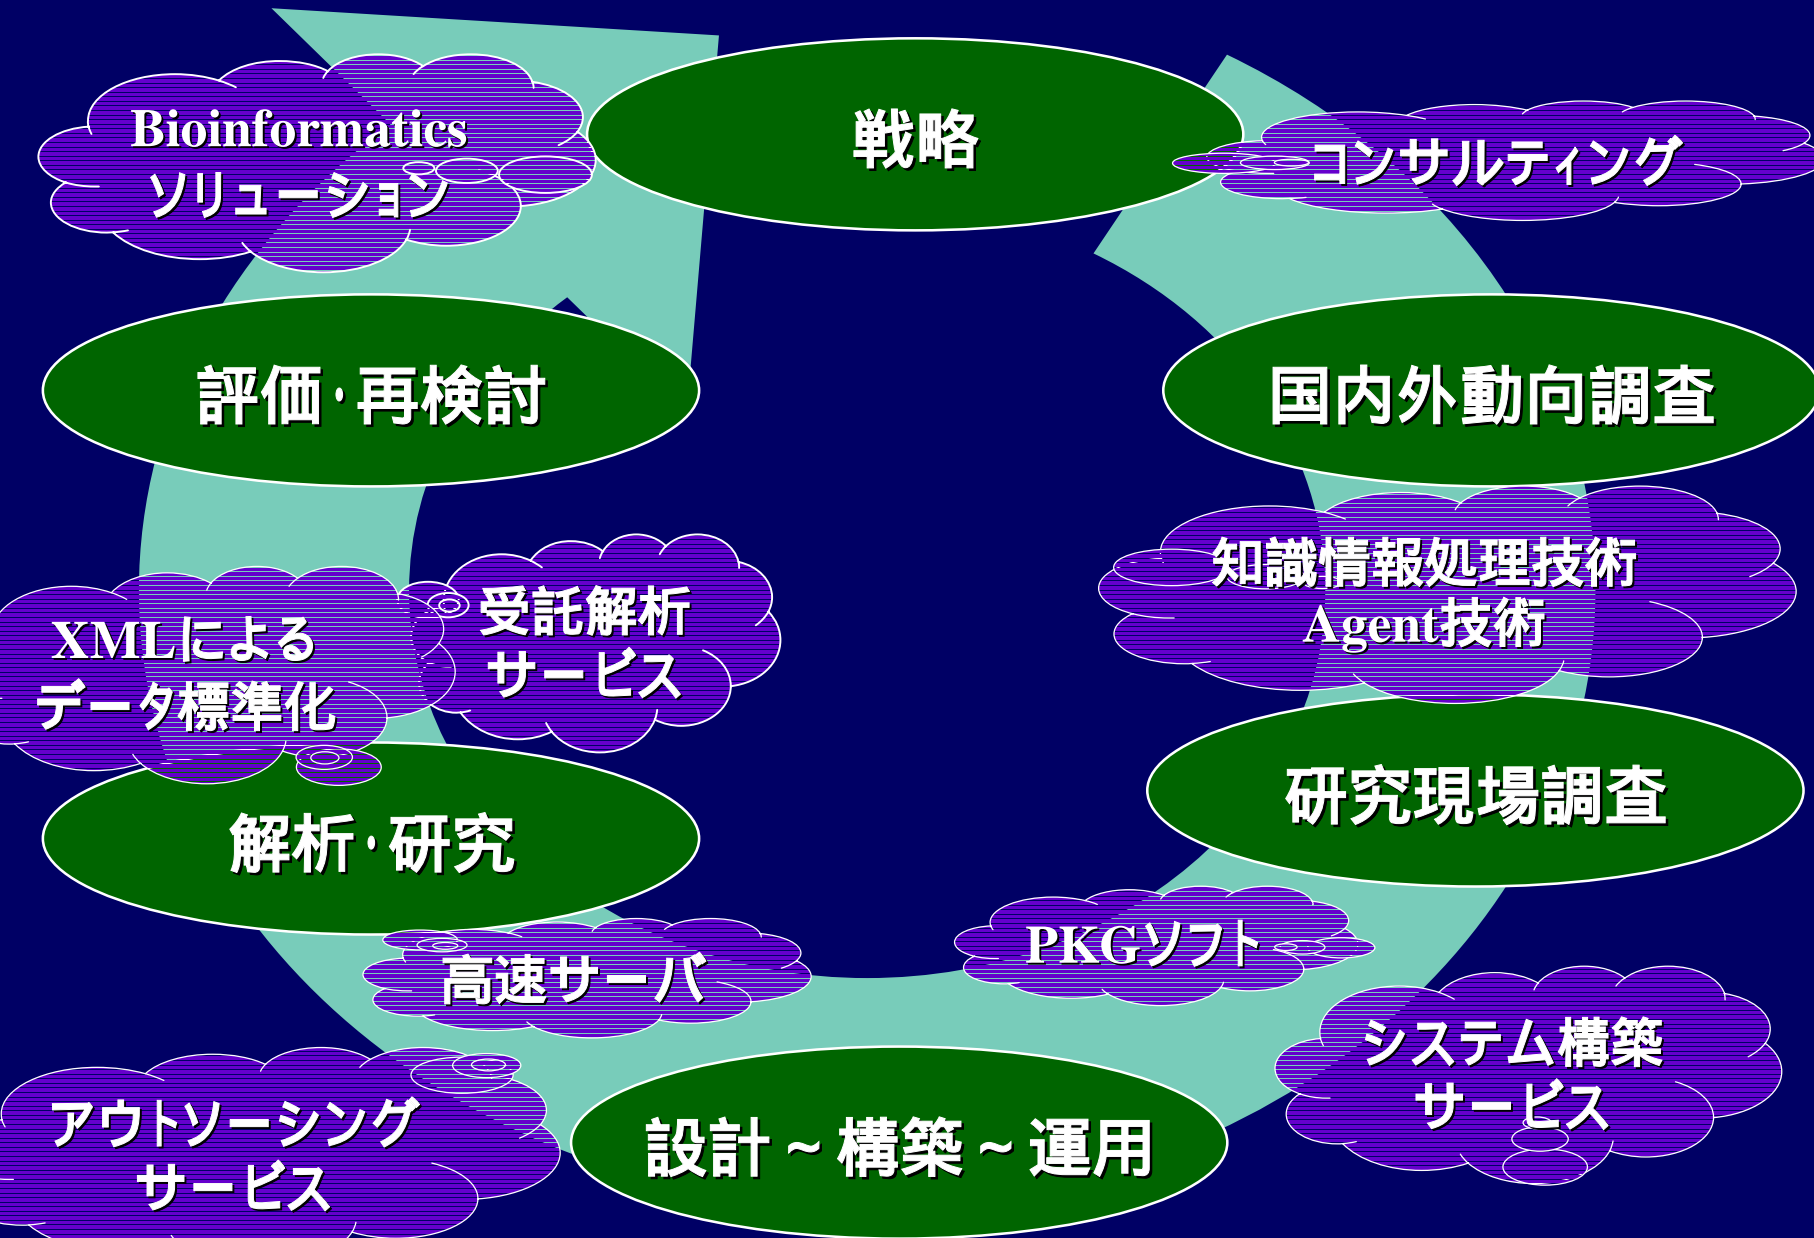 戦略
Bioinformatics
ソリューション
コンサルティング
評価･再検討
国内外動向調査
知識情報処理技術
Agent技術
受託解析
サービス
XMLによる
データ標準化
研究現場調査
解析･研究
PKGソフト
高速サーバ
システム構築
サービス
アウトソーシング
サービス
設計～構築～運用